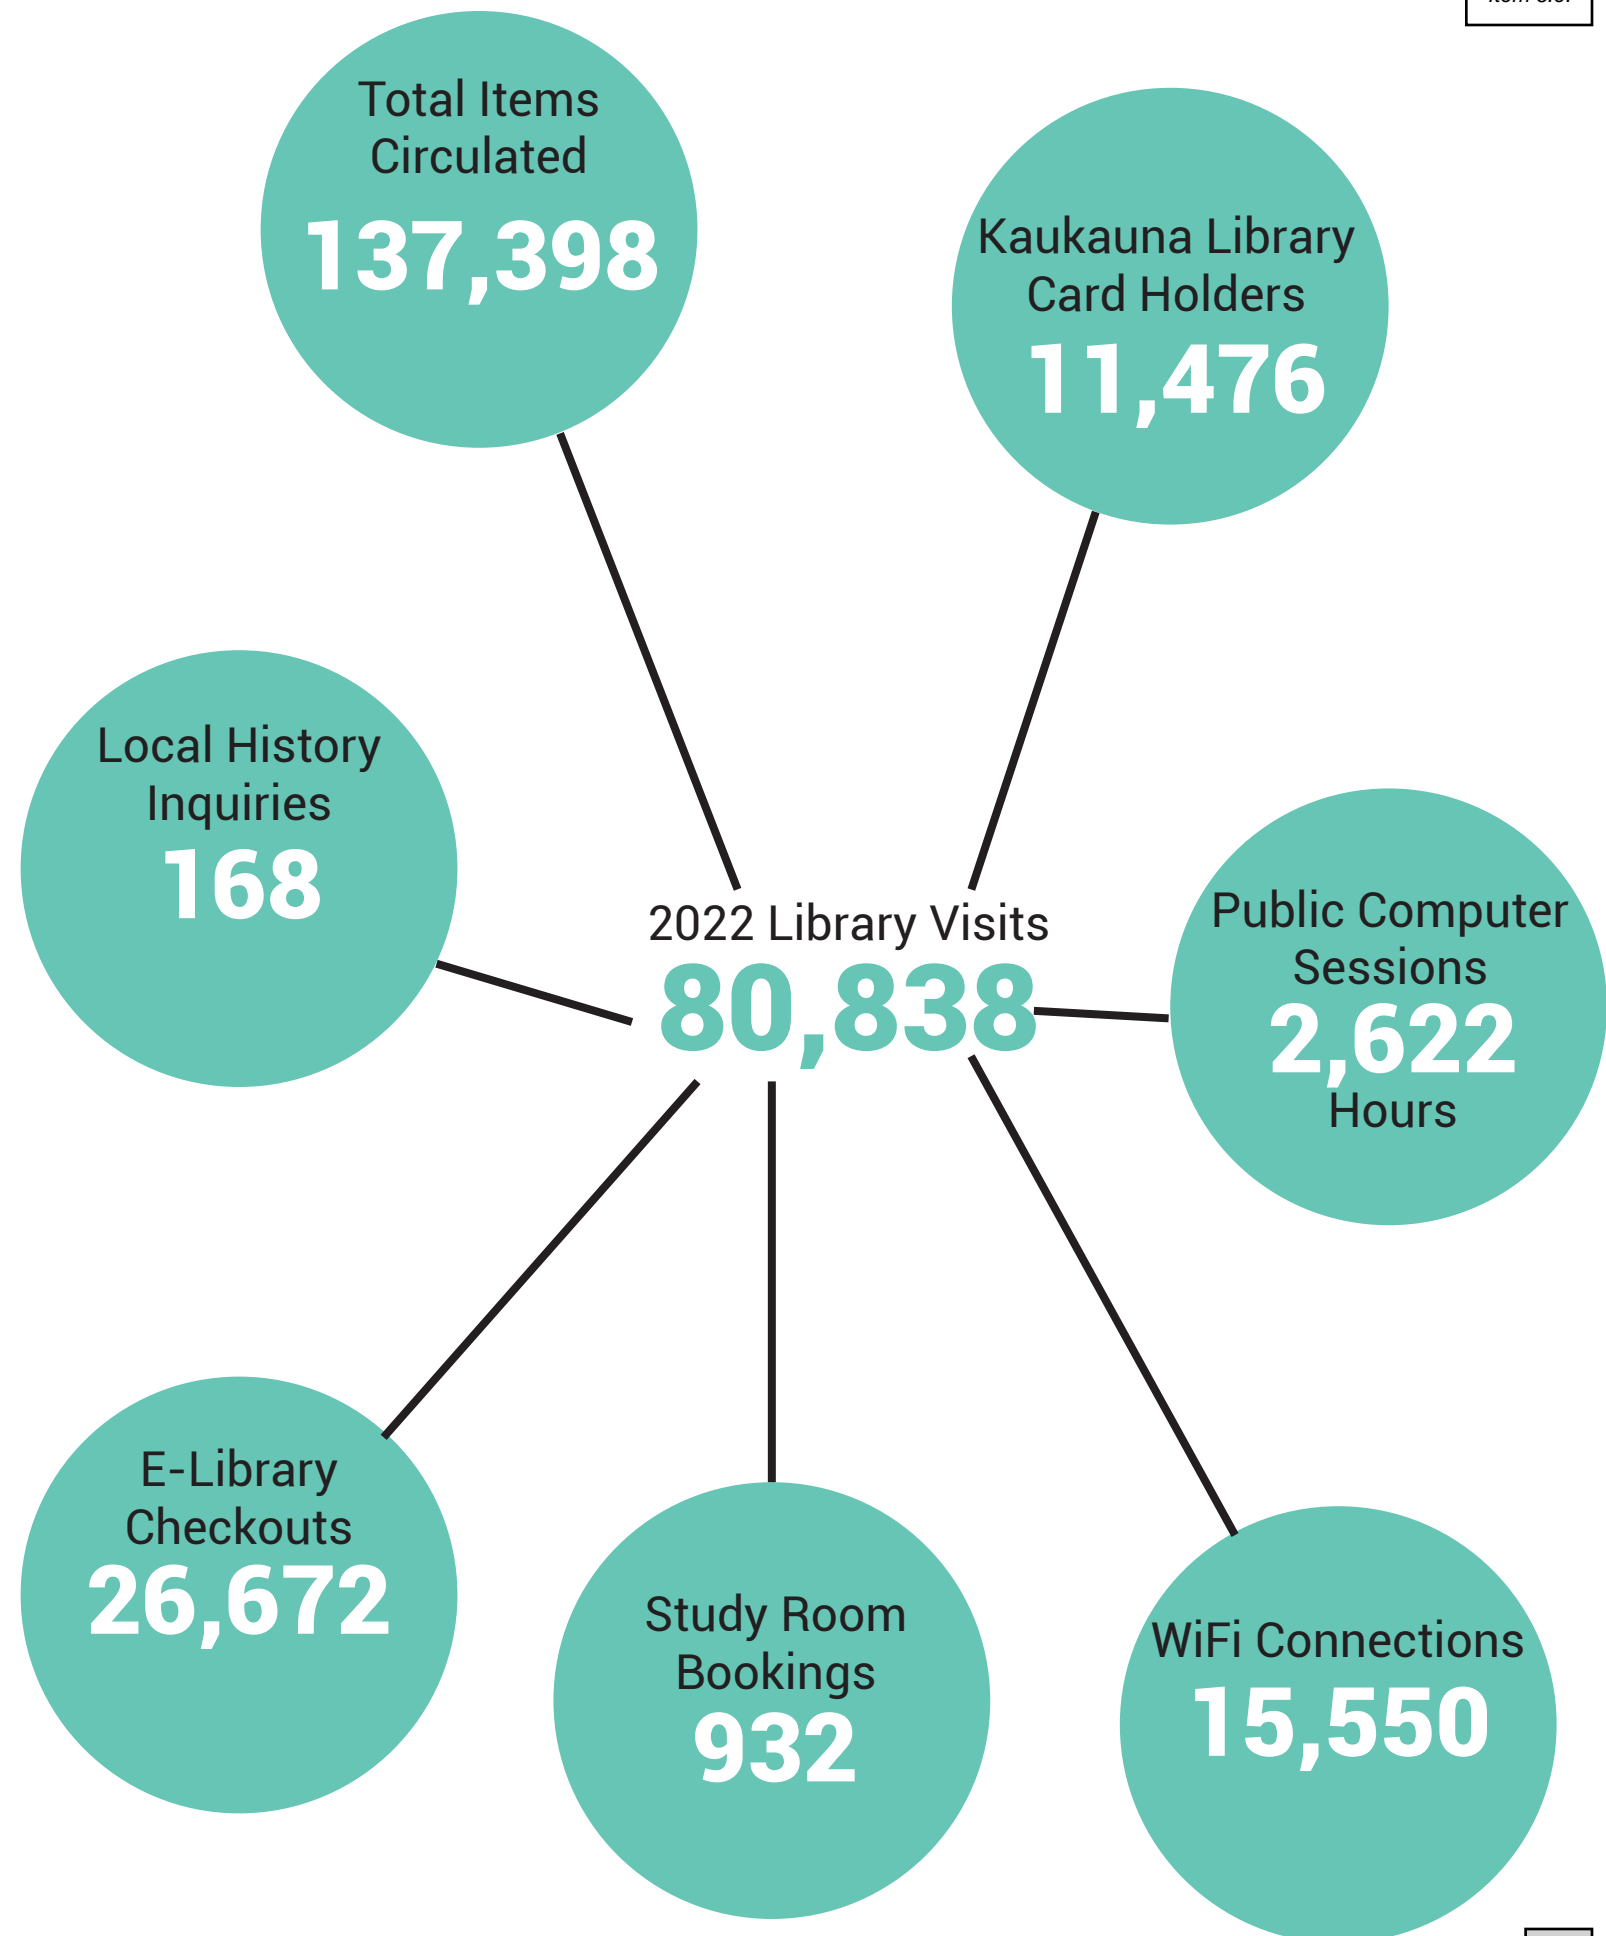 Total Items
Circulated
137,398
Kaukauna Library
Card Holders
11,476
Local History
Inquiries
168
2022 Library Visits
80,838
Public Computer
Sessions
2,622
Hours
E-Library
Checkouts
26,672
Study Room
Bookings
932
WiFi Connections
15,550